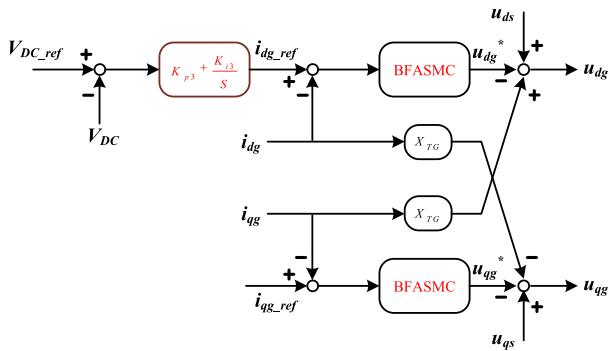 u_ds
V_DC_ref
+
−
K_p3 + K_i3/S
i_dg_ref
+
−
BFASMC
u_dg*
+
−
+
u_dg
V_DC
i_dg
X_TG
i_qg
X_TG
−
+
i_qg_ref
BFASMC
u_qg*
−
−
+
u_qg
u_qs